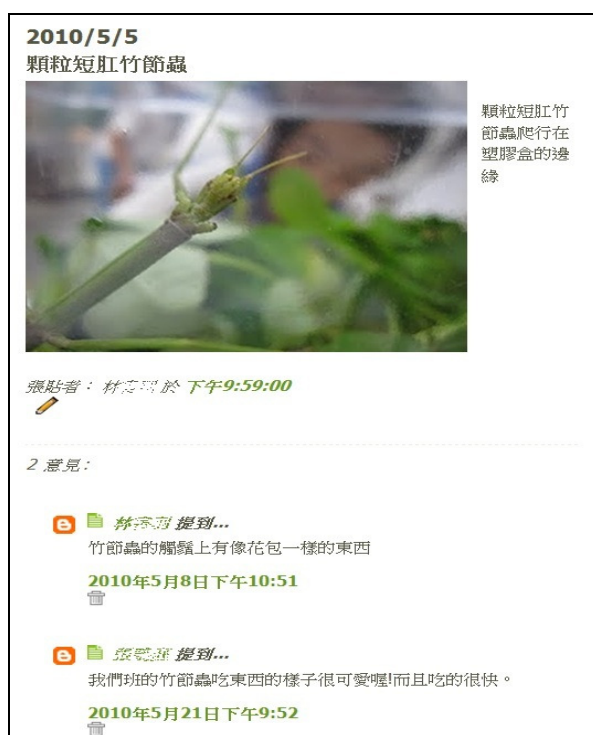 2010/5/5
顆粒短肛竹節蟲
顆粒短肛竹
節蟲爬行在
塑膠盒的邊
緣
張貼者： 林 於 下午9:59:00
2 意見：
林 提到...
竹節蟲的觸鬚上有像花包一樣的東西
2010年5月8日下午10:51
張 提到...
我們班的竹節蟲吃東西的樣子很可愛喔!而且吃的很快。
2010年5月21日下午9:52